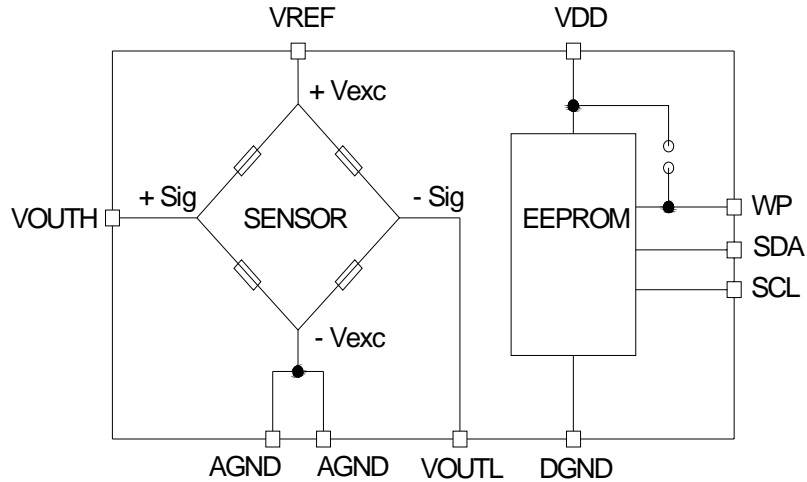 VREF VDD
+ Vexc
+ Sig - Sig
VOUTH SENSOR EEPROM WP
SDA
SCL
- Vexc
AGND AGND VOUTL DGND